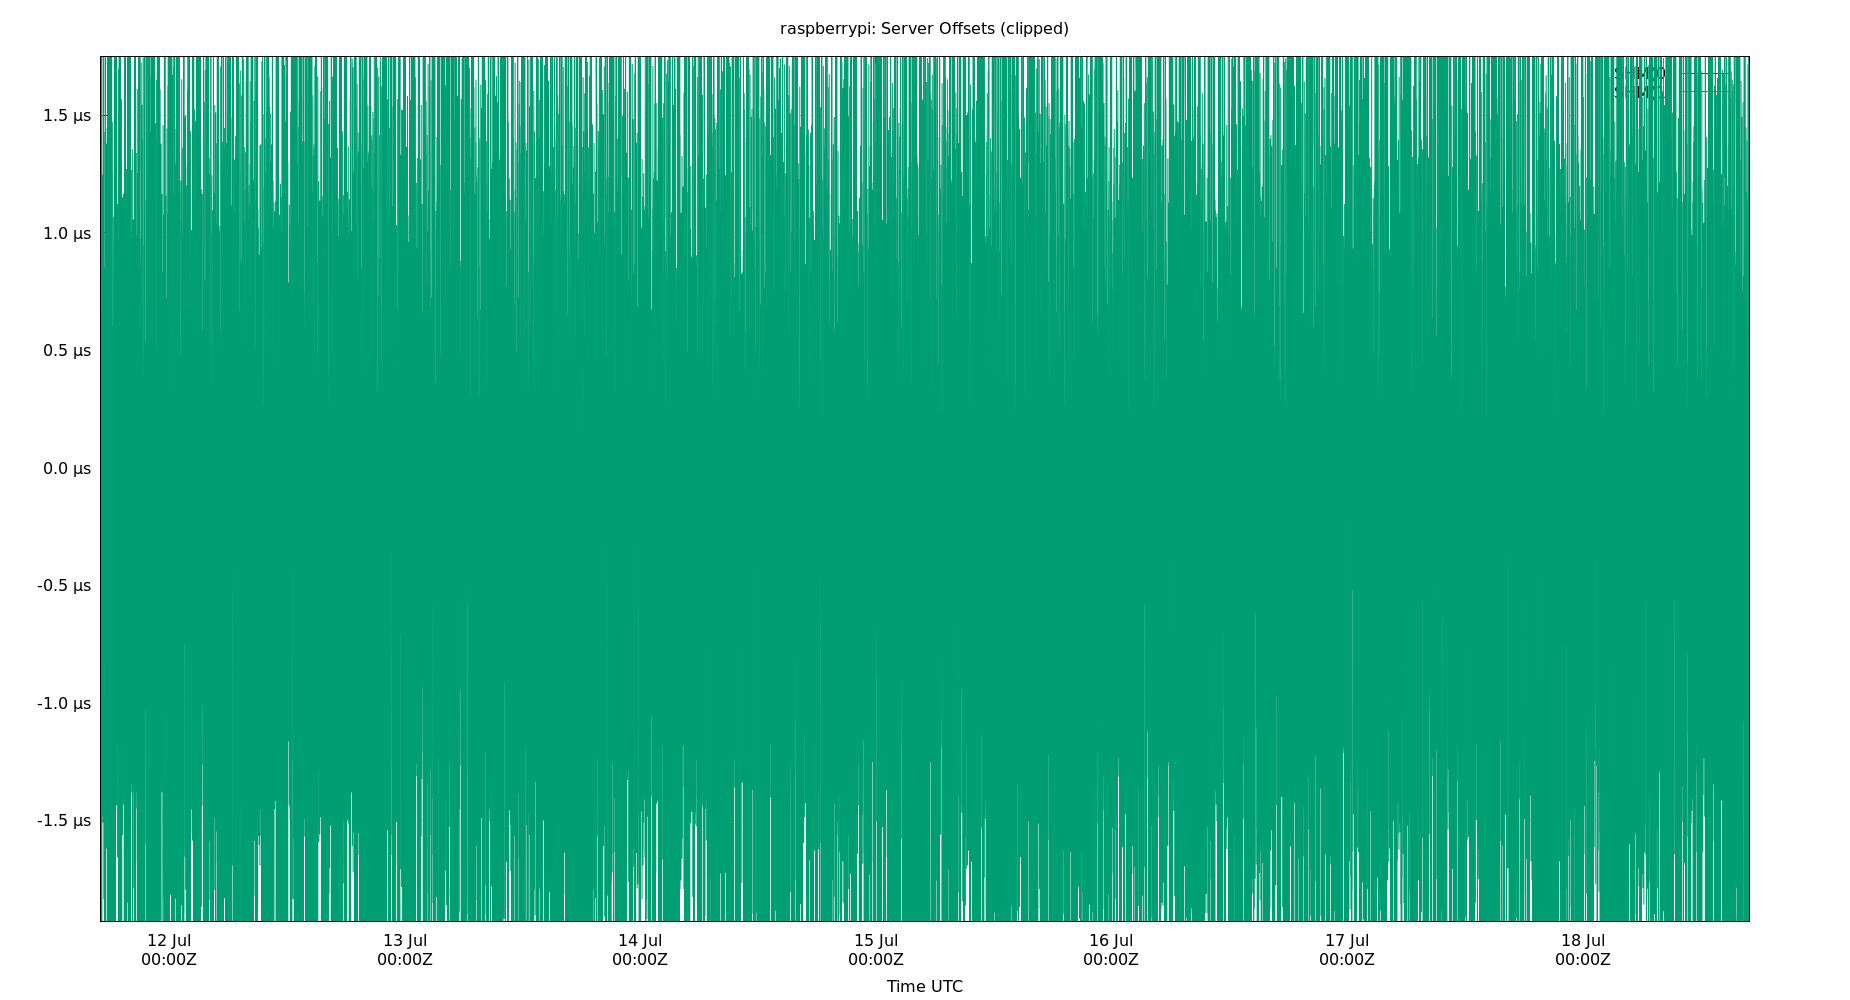 raspberrypi: Server Offsets (clipped)
1.5 µs
1.0 µs
0.5 µs
0.0 µs
-0.5 µs
-1.0 µs
-1.5 µs
12 Jul 13 Jul 14 Jul 15 Jul 16 Jul 17 Jul 18 Jul
00:00Z 00:00Z 00:00Z 00:00Z 00:00Z 00:00Z 00:00Z
Time UTC